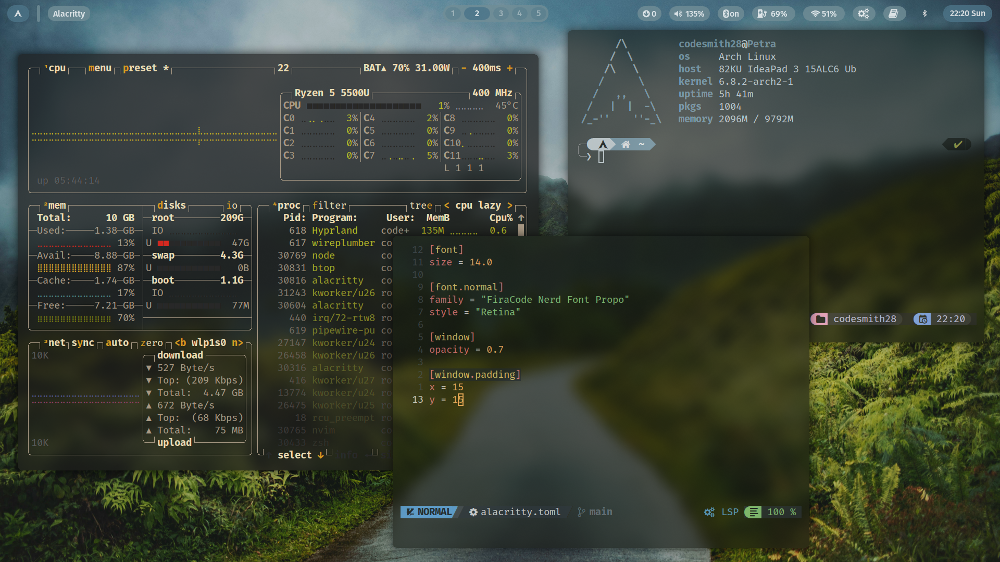 Alacritty
1 2 3 4 5
0 135% on 69% 51% 22:20 Sun
¹cpu menu preset * 22 BAT▲ 70% 31.00W - 400ms +
Ryzen 5 5500U 400 MHz
CPU 1% 45°C
C0 3% C4 2% C8 0%
C1 0% C5 0% C9 0%
C2 0% C6 0% C10 0%
C3 0% C7 5% C11 3%
L 1 1 1
up 05:44:14
²mem disks io
Total: 10 GB root 209G
Used: 1.38 GB IO
13% U 47G
Avail: 8.88 GB swap 4.3G
87% U 0B
Cache: 1.74 GB boot 1.1G
17% IO
Free: 7.21 GB U 77M
70%
³net sync auto zero <b wlp1s0 n>
10K download
▼ 527 Byte/s
▼ Top: (209 Kbps)
▼ Total: 4.47 GB
▲ 672 Byte/s
▲ Top: (68 Kbps)
▲ Total: 75 MB
10K upload
⁴proc filter tree < cpu lazy >
Pid: Program: User: MemB Cpu% ↑
618 Hyprland code+ 135M 0.6
617 wireplumber co
30769 node co
30831 btop co
30816 alacritty co
31243 kworker/u26 ro
30604 alacritty co
440 irq/72-rtw8 ro
619 pipewire-pu co
27147 kworker/u24 ro
26458 kworker/u26 ro
30316 alacritty co
416 kworker/u27 ro
13774 kworker/u24 ro
26475 kworker/u25 ro
18 rcu_preempt ro
30765 nvim co
30433 zsh co
↑ select ↓ info
/\
/ \
/\ \
/ \
/ ,, \
/ | | -\
/_-'' ''-_\
codesmith28@Petra
os Arch Linux
host 82KU IdeaPad 3 15ALC6 Ub
kernel 6.8.2-arch2-1
uptime 5h 41m
pkgs 1004
memory 2096M / 9792M
~ ✔
❯
12 [font]
11 size = 14.0
10
9 [font.normal]
8 family = "FiraCode Nerd Font Propo"
7 style = "Retina"
6
5 [window]
4 opacity = 0.7
3
2 [window.padding]
1 x = 15
13 y = 15
NORMAL alacritty.toml main LSP 100 %
codesmith28 22:20